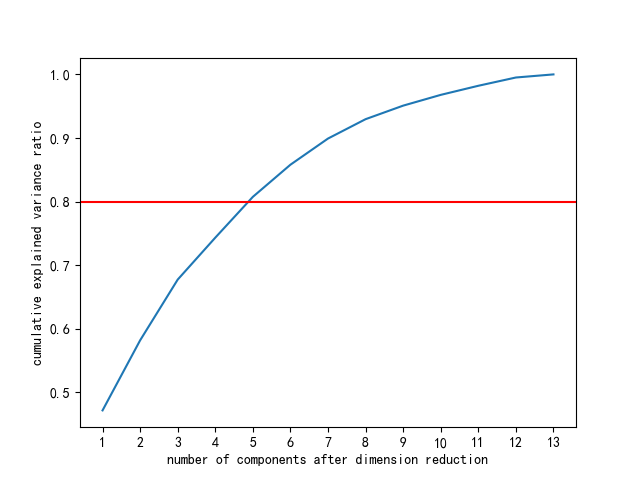 1.0
0.9
0.8
0.7
0.6
0.5
cumulative explained variance ratio
1 2 3 4 5 6 7 8 9 10 11 12 13
number of components after dimension reduction